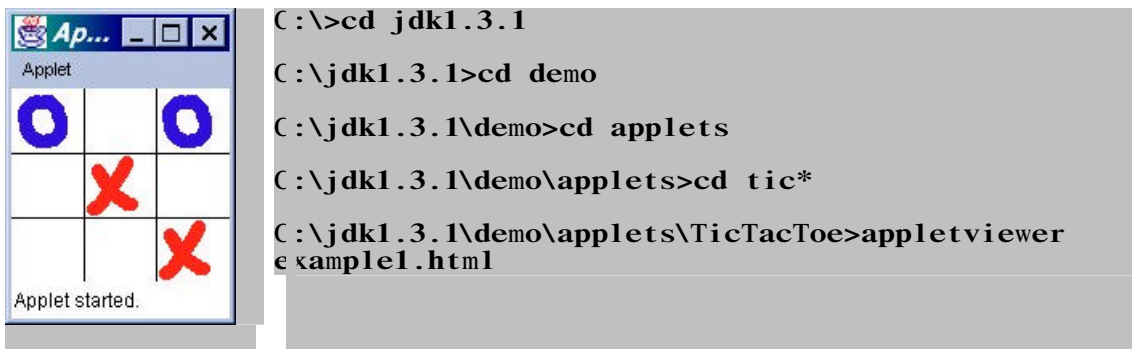 Ap...
Applet
O O
X
X
Applet started.
C:\>cd jdk1.3.1
C:\jdk1.3.1>cd demo
C:\jdk1.3.1\demo>cd applets
C:\jdk1.3.1\demo\applets>cd tic*
C:\jdk1.3.1\demo\applets\TicTacToe>appletviewer
example1.html